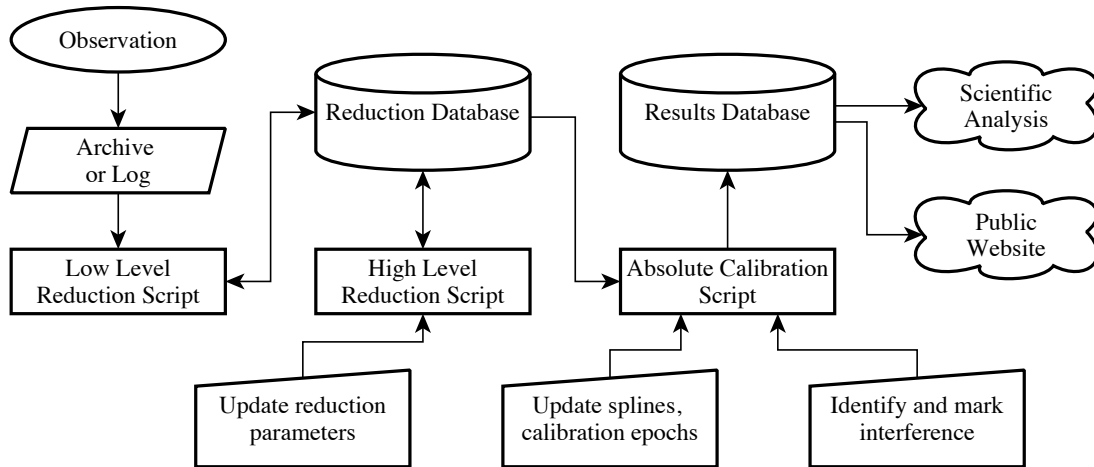 Observation
Archive
or Log
Low Level
Reduction Script
Reduction Database
High Level
Reduction Script
Update reduction
parameters
Results Database
Absolute Calibration
Script
Update splines,
calibration epochs
Identify and mark
interference
Scientific
Analysis
Public
Website